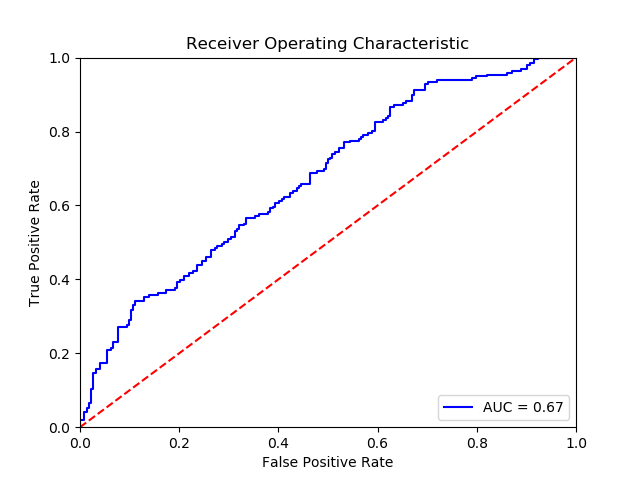 Receiver Operating Characteristic
1.0
0.8
0.6
0.4
0.2
0.0
True Positive Rate
AUC = 0.67
0.0 0.2 0.4 0.6 0.8 1.0
False Positive Rate